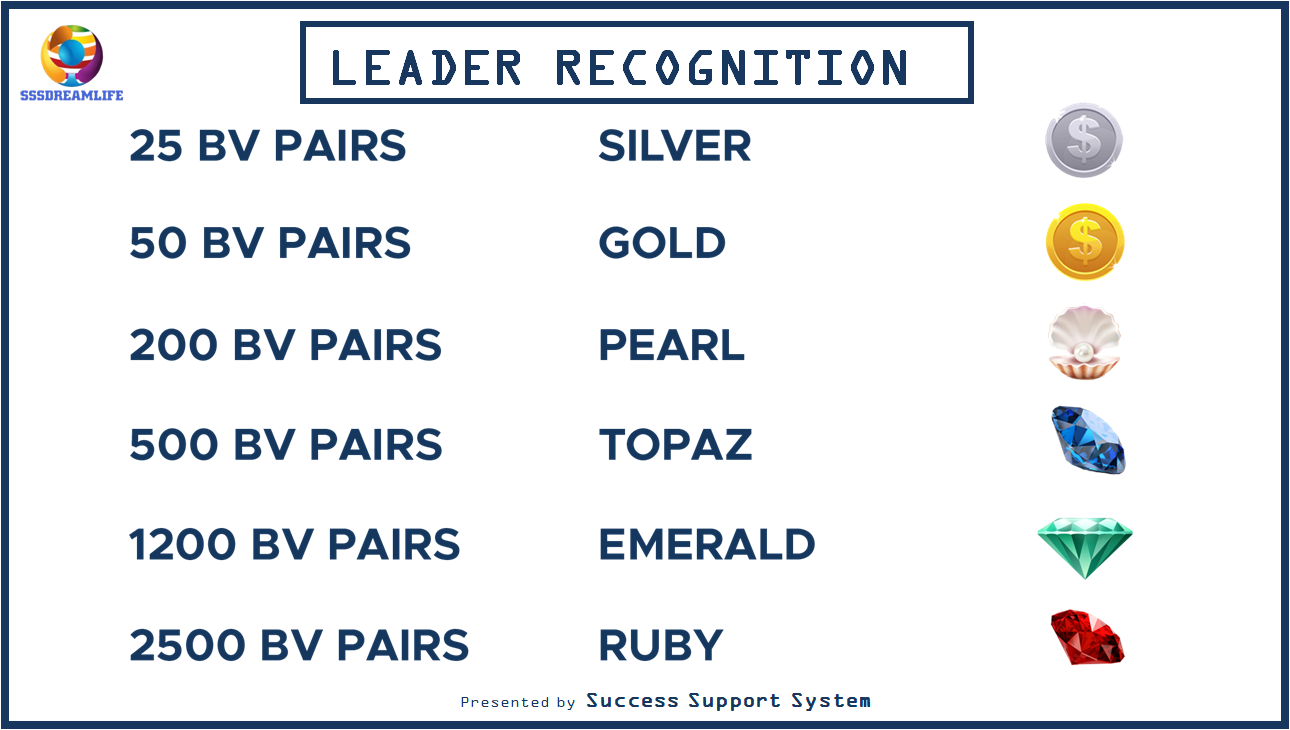 SSSDREAMLIFE
LEADER RECOGNITION
25 BV PAIRS SILVER
50 BV PAIRS GOLD
200 BV PAIRS PEARL
500 BV PAIRS TOPAZ
1200 BV PAIRS EMERALD
2500 BV PAIRS RUBY
Presented by Success Support System